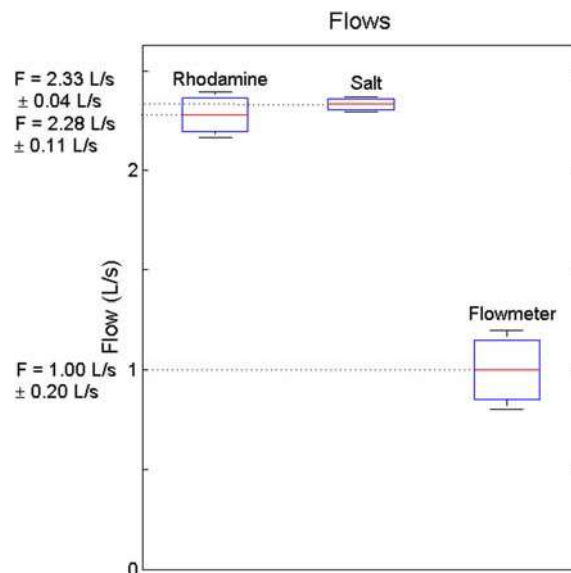 Flows
F = 2.33 L/s
± 0.04 L/s
F = 2.28 L/s
± 0.11 L/s
Rhodamine
Salt
2
Flow (L/s)
Flowmeter
F = 1.00 L/s
± 0.20 L/s
1
0